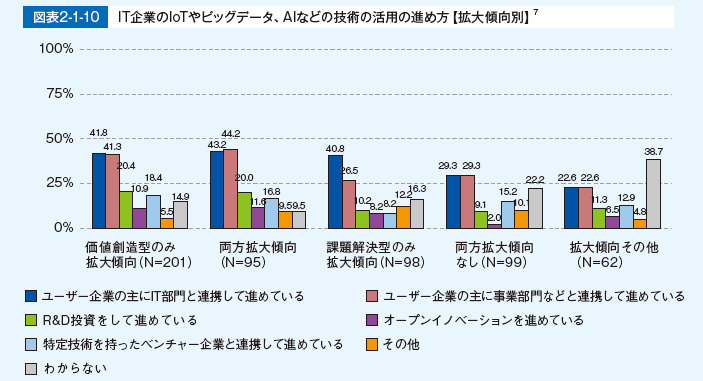 図表2-1-10 IT企業のIoTやビッグデータ、AIなどの技術の活用の進め方【拡大傾向別】7
100%
75%
50%
25%
0%
41.8 41.3 20.4 10.9 18.4 5.5 14.9
43.2 44.2 20.0 11.6 16.8 9.5 9.5
40.8 26.5 10.2 8.2 8.2 12.2 16.3
29.3 29.3 9.1 2.0 15.2 10.1 22.2
22.6 22.6 11.3 6.5 12.9 4.8 38.7
価値創造型のみ
拡大傾向(N=201)
両方拡大傾向
(N=95)
課題解決型のみ
拡大傾向(N=98)
両方拡大傾向
なし(N=99)
拡大傾向その他
(N=62)
ユーザー企業の主にIT部門と連携して進めている
ユーザー企業の主に事業部門などと連携して進めている
R&D投資をして進めている
オープンイノベーションを進めている
特定技術を持ったベンチャー企業と連携して進めている
その他
わからない